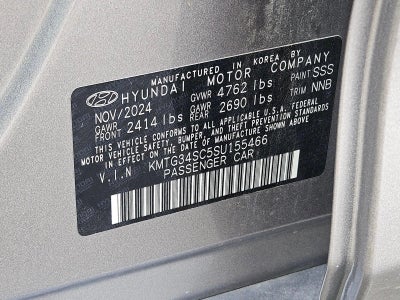 MANUFACTURED IN KOREA BY
HYUNDAI MOTOR COMPANY
NOV/2024 GVWR 4762 lbs PAINT SSS
GAWR FRONT 2414 lbs GAWR REAR 2690 lbs TRIM NNB
THIS VEHICLE CONFORMS TO ALL APPLICABLE U.S.A. FEDERAL
MOTOR VEHICLE SAFETY, BUMPER, AND THEFT PREVENTION STANDARDS
IN EFFECT ON THE DATE OF MANUFACTURE SHOWN ABOVE.
V.I.N KMTG34SC5SU155466
PASSENGER CAR